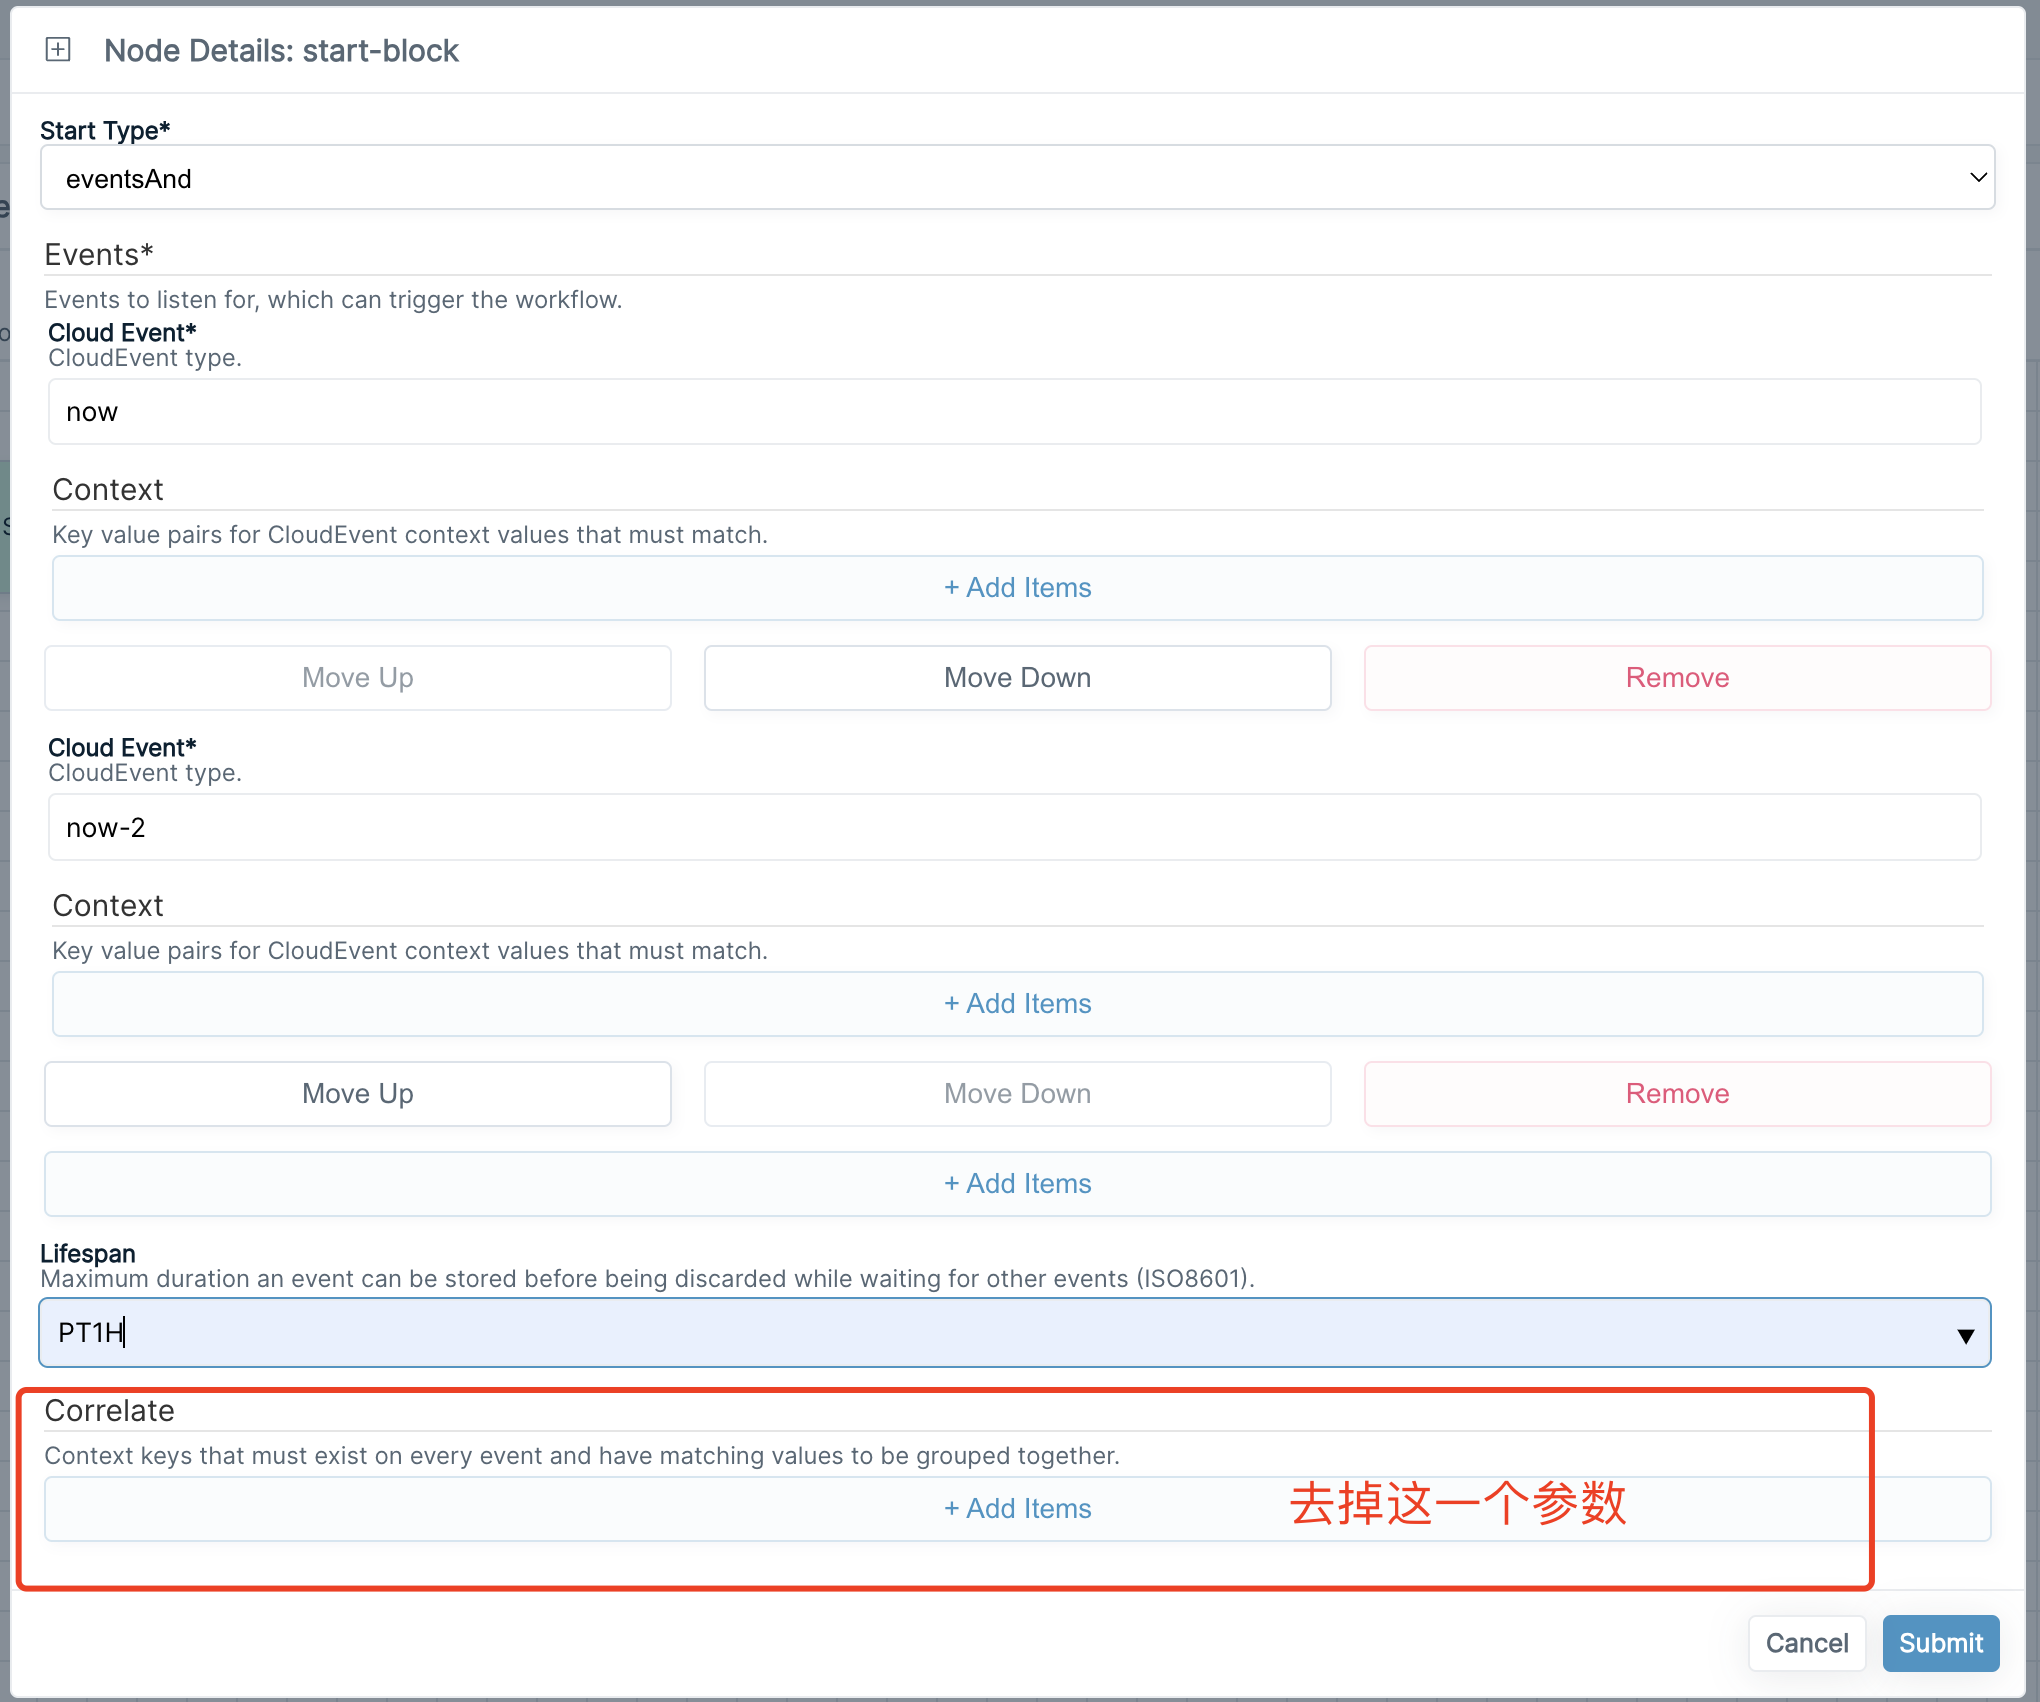 Node Details: start-block
Start Type*
eventsAnd
Events*
Events to listen for, which can trigger the workflow.
Cloud Event*
CloudEvent type.
now
Context
Key value pairs for CloudEvent context values that must match.
+ Add Items
Move Up
Move Down
Remove
Cloud Event*
CloudEvent type.
now-2
Context
Key value pairs for CloudEvent context values that must match.
+ Add Items
Move Up
Move Down
Remove
+ Add Items
Lifespan
Maximum duration an event can be stored before being discarded while waiting for other events (ISO8601).
PT1H
Correlate
Context keys that must exist on every event and have matching values to be grouped together.
+ Add Items
去掉这一个参数
Cancel
Submit